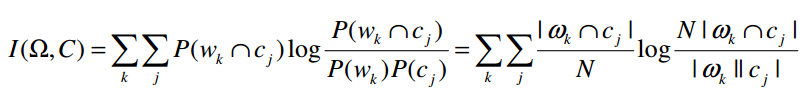 I(Ω,C) = ∑_k ∑_j P(w_k ∩ c_j) log P(w_k ∩ c_j) / P(w_k)P(c_j) = ∑_k ∑_j |ω_k ∩ c_j| / N log N|ω_k ∩ c_j| / |ω_k||c_j|